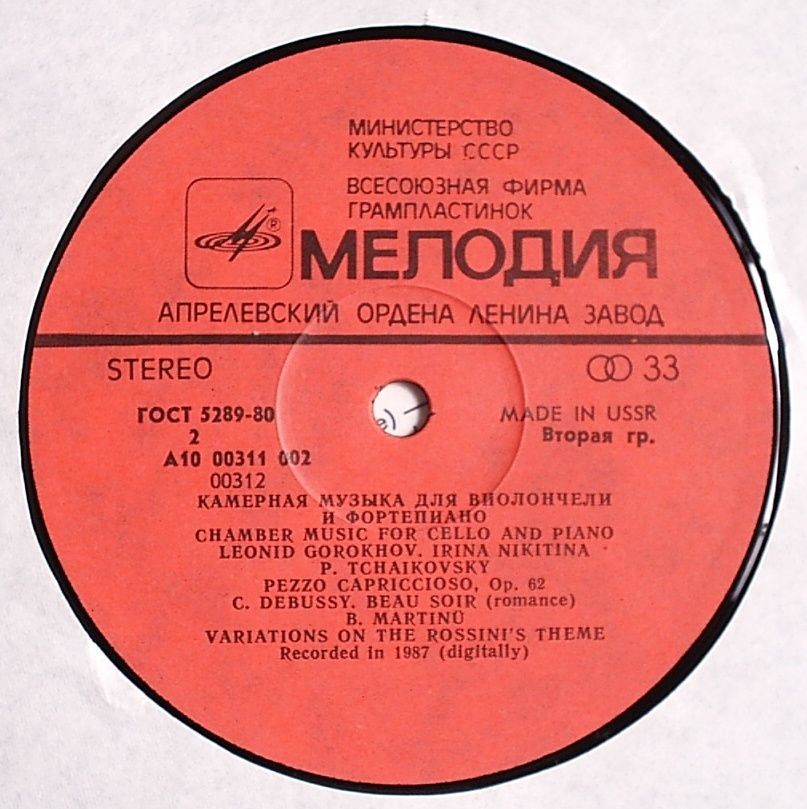 МИНИСТЕРСТВО
КУЛЬТУРЫ СССР
ВСЕСОЮЗНАЯ ФИРМА
ГРАМПЛАСТИНОК
®
МЕЛОДИЯ
АПРЕЛЕВСКИЙ ОРДЕНА ЛЕНИНА ЗАВОД
STEREO
33
ГОСТ 5289-80
MADE IN USSR
2
Вторая гр.
А10 00311 002
00312
КАМЕРНАЯ МУЗЫКА ДЛЯ ВИОЛОНЧЕЛИ
И ФОРТЕПИАНО
CHAMBER MUSIC FOR CELLO AND PIANO
LEONID GOROKHOV. IRINA NIKITINA
P. TCHAIKOVSKY
PEZZO CAPRICCIOSO, Op. 62
C. DEBUSSY. BEAU SOIR (romance)
B. MARTINŮ
VARIATIONS ON THE ROSSINI'S THEME
Recorded in 1987 (digitally)